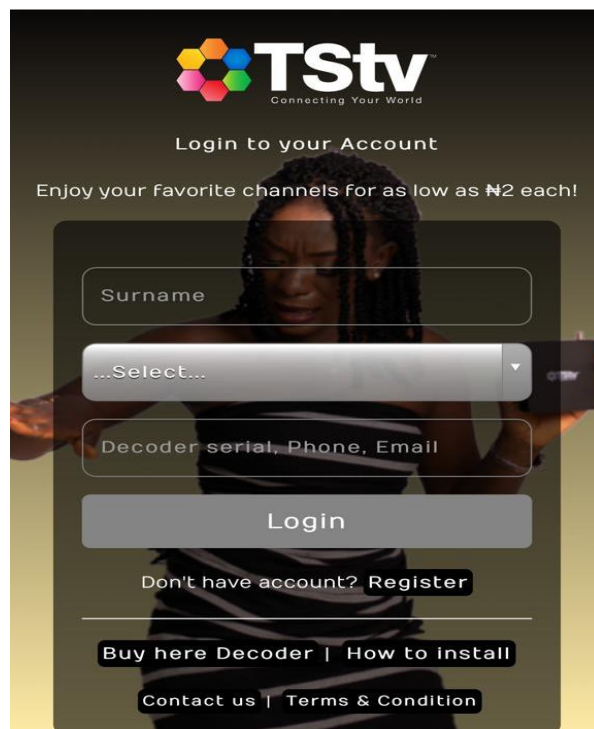 TStv™
Connecting Your World
Login to your Account
Enjoy your favorite channels for as low as ₦2 each!
Surname
...Select...
TStv
Decoder serial, Phone, Email
Login
Don't have account? Register
Buy here Decoder | How to install
Contact us | Terms & Condition